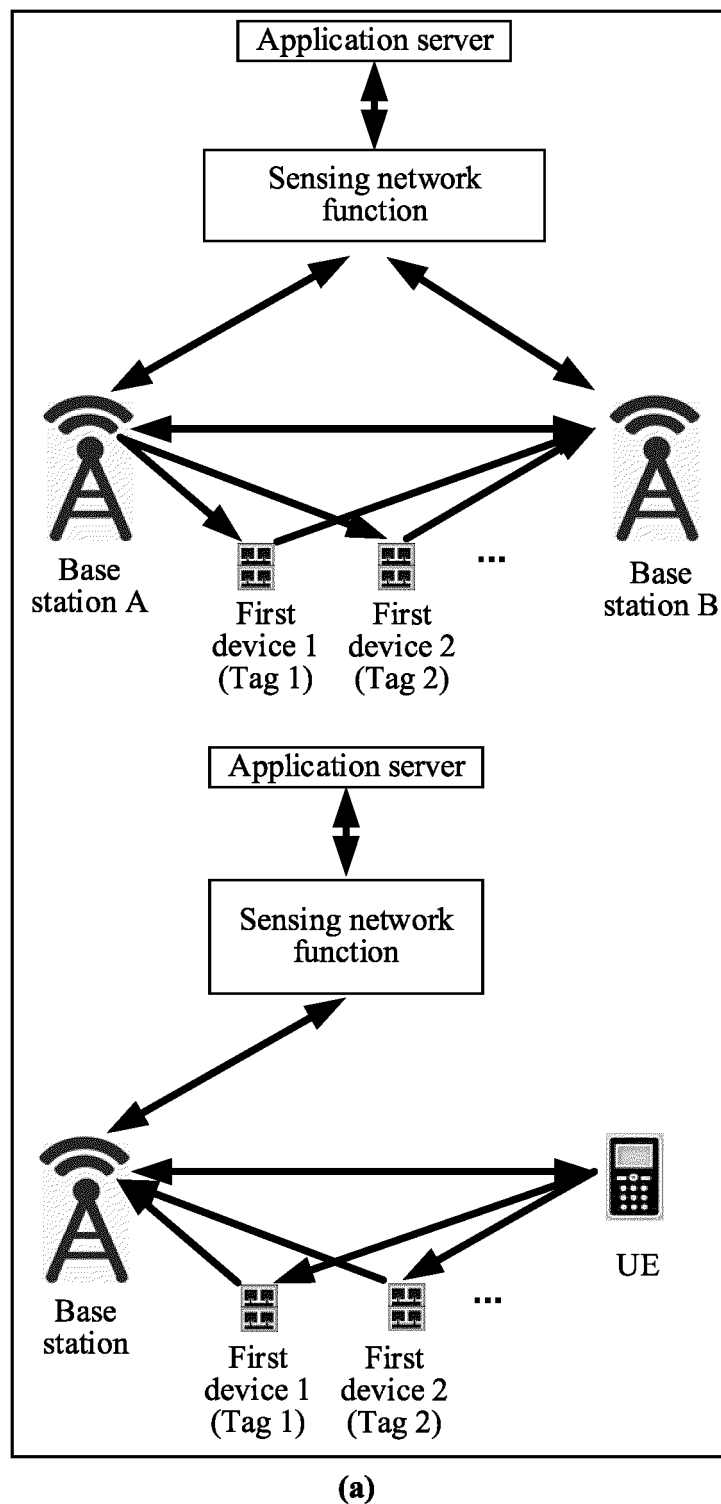 Application server
Sensing network
function
Base
station A
First
device 1
(Tag 1)
First
device 2
(Tag 2)
...
Base
station B
Application server
Sensing network
function
Base
station
First
device 1
(Tag 1)
First
device 2
(Tag 2)
...
UE
(a)